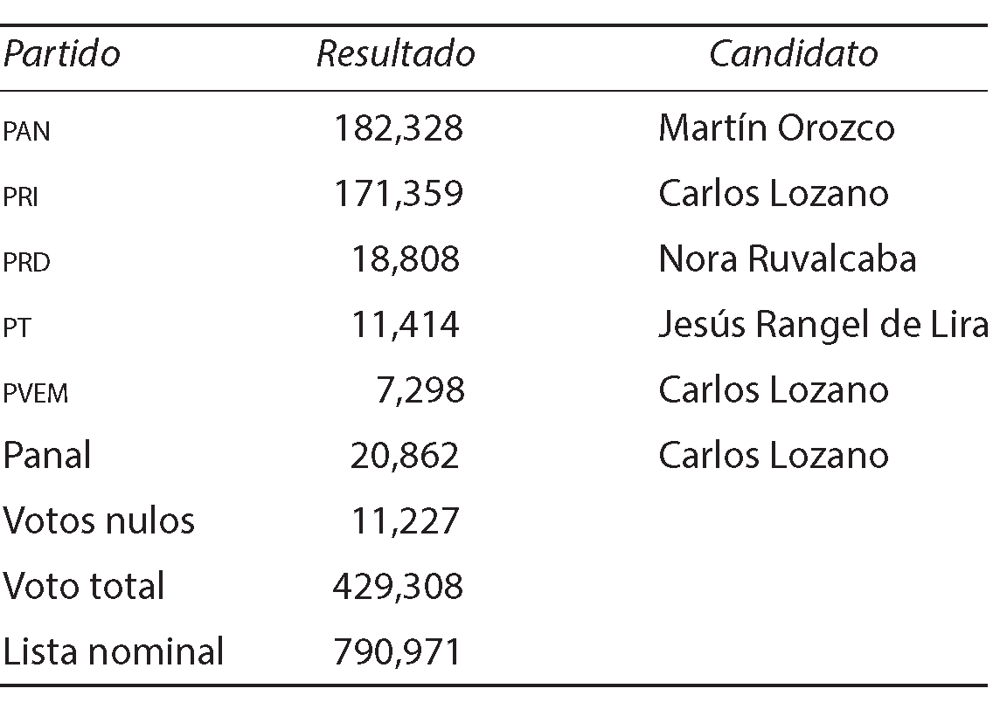 Partido Resultado Candidato
PAN 182,328 Martín Orozco
PRI 171,359 Carlos Lozano
PRD 18,808 Nora Ruvalcaba
PT 11,414 Jesús Rangel de Lira
PVEM 7,298 Carlos Lozano
Panal 20,862 Carlos Lozano
Votos nulos 11,227
Voto total 429,308
Lista nominal 790,971